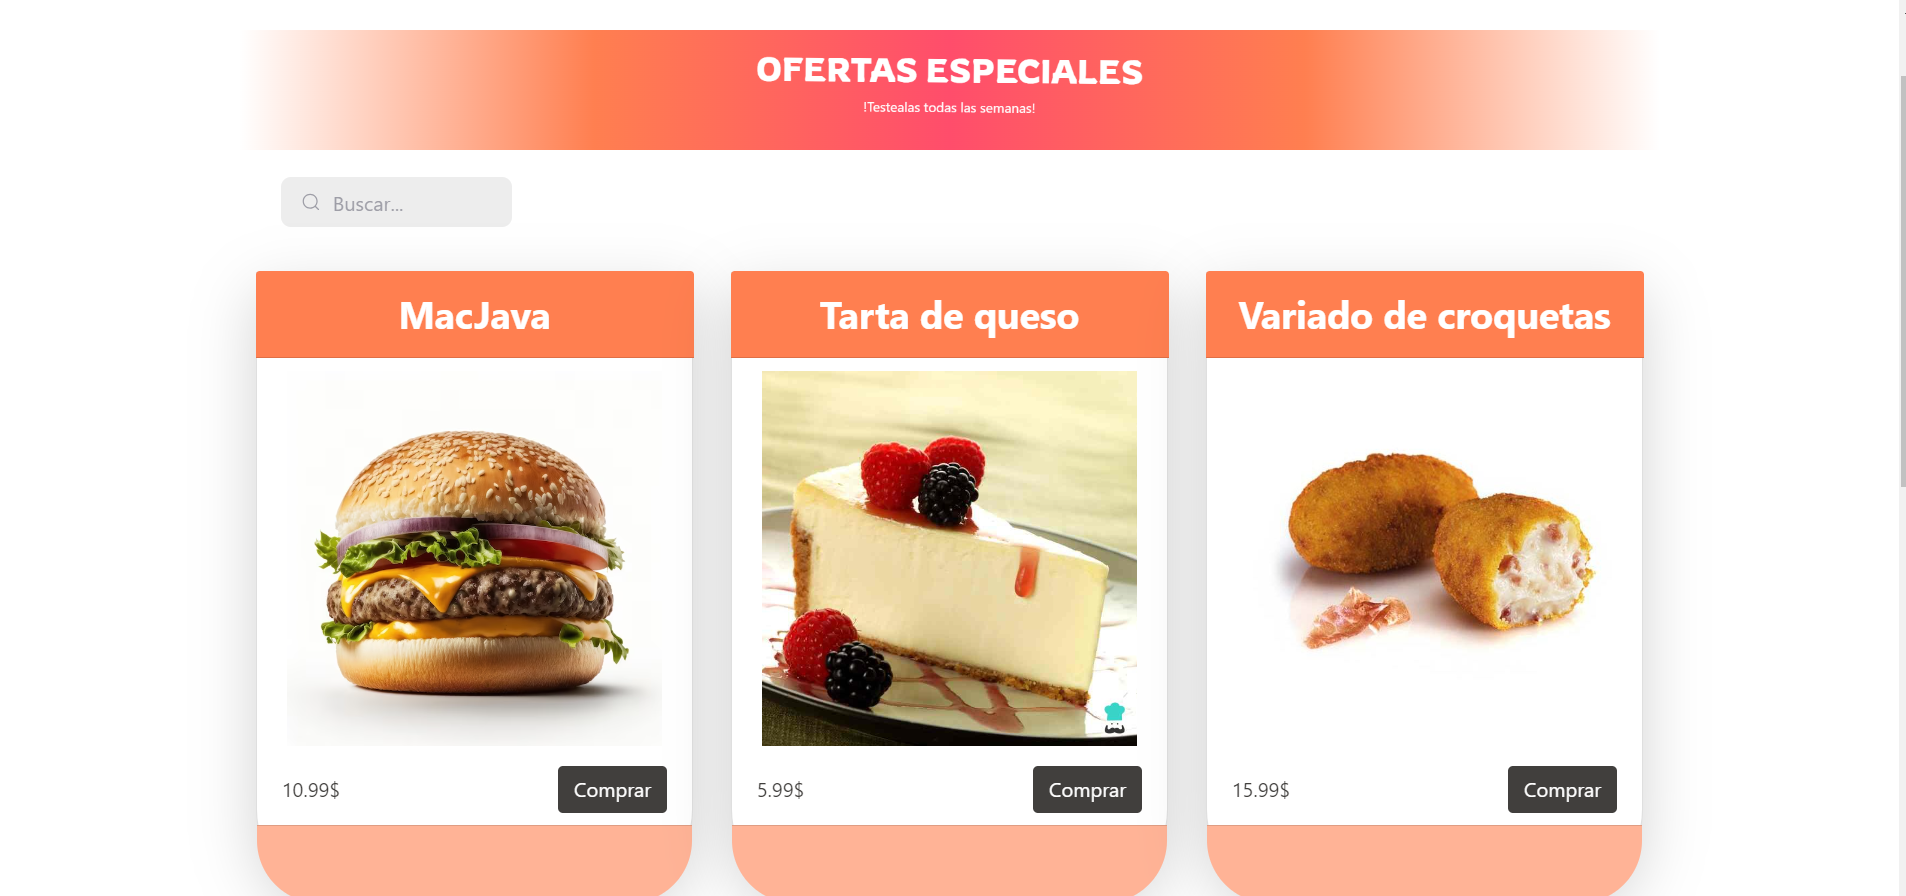 OFERTAS ESPECIALES
!Testealas todas las semanas!
Buscar...
MacJava
Tarta de queso
Variado de croquetas
10.99$
Comprar
5.99$
Comprar
15.99$
Comprar